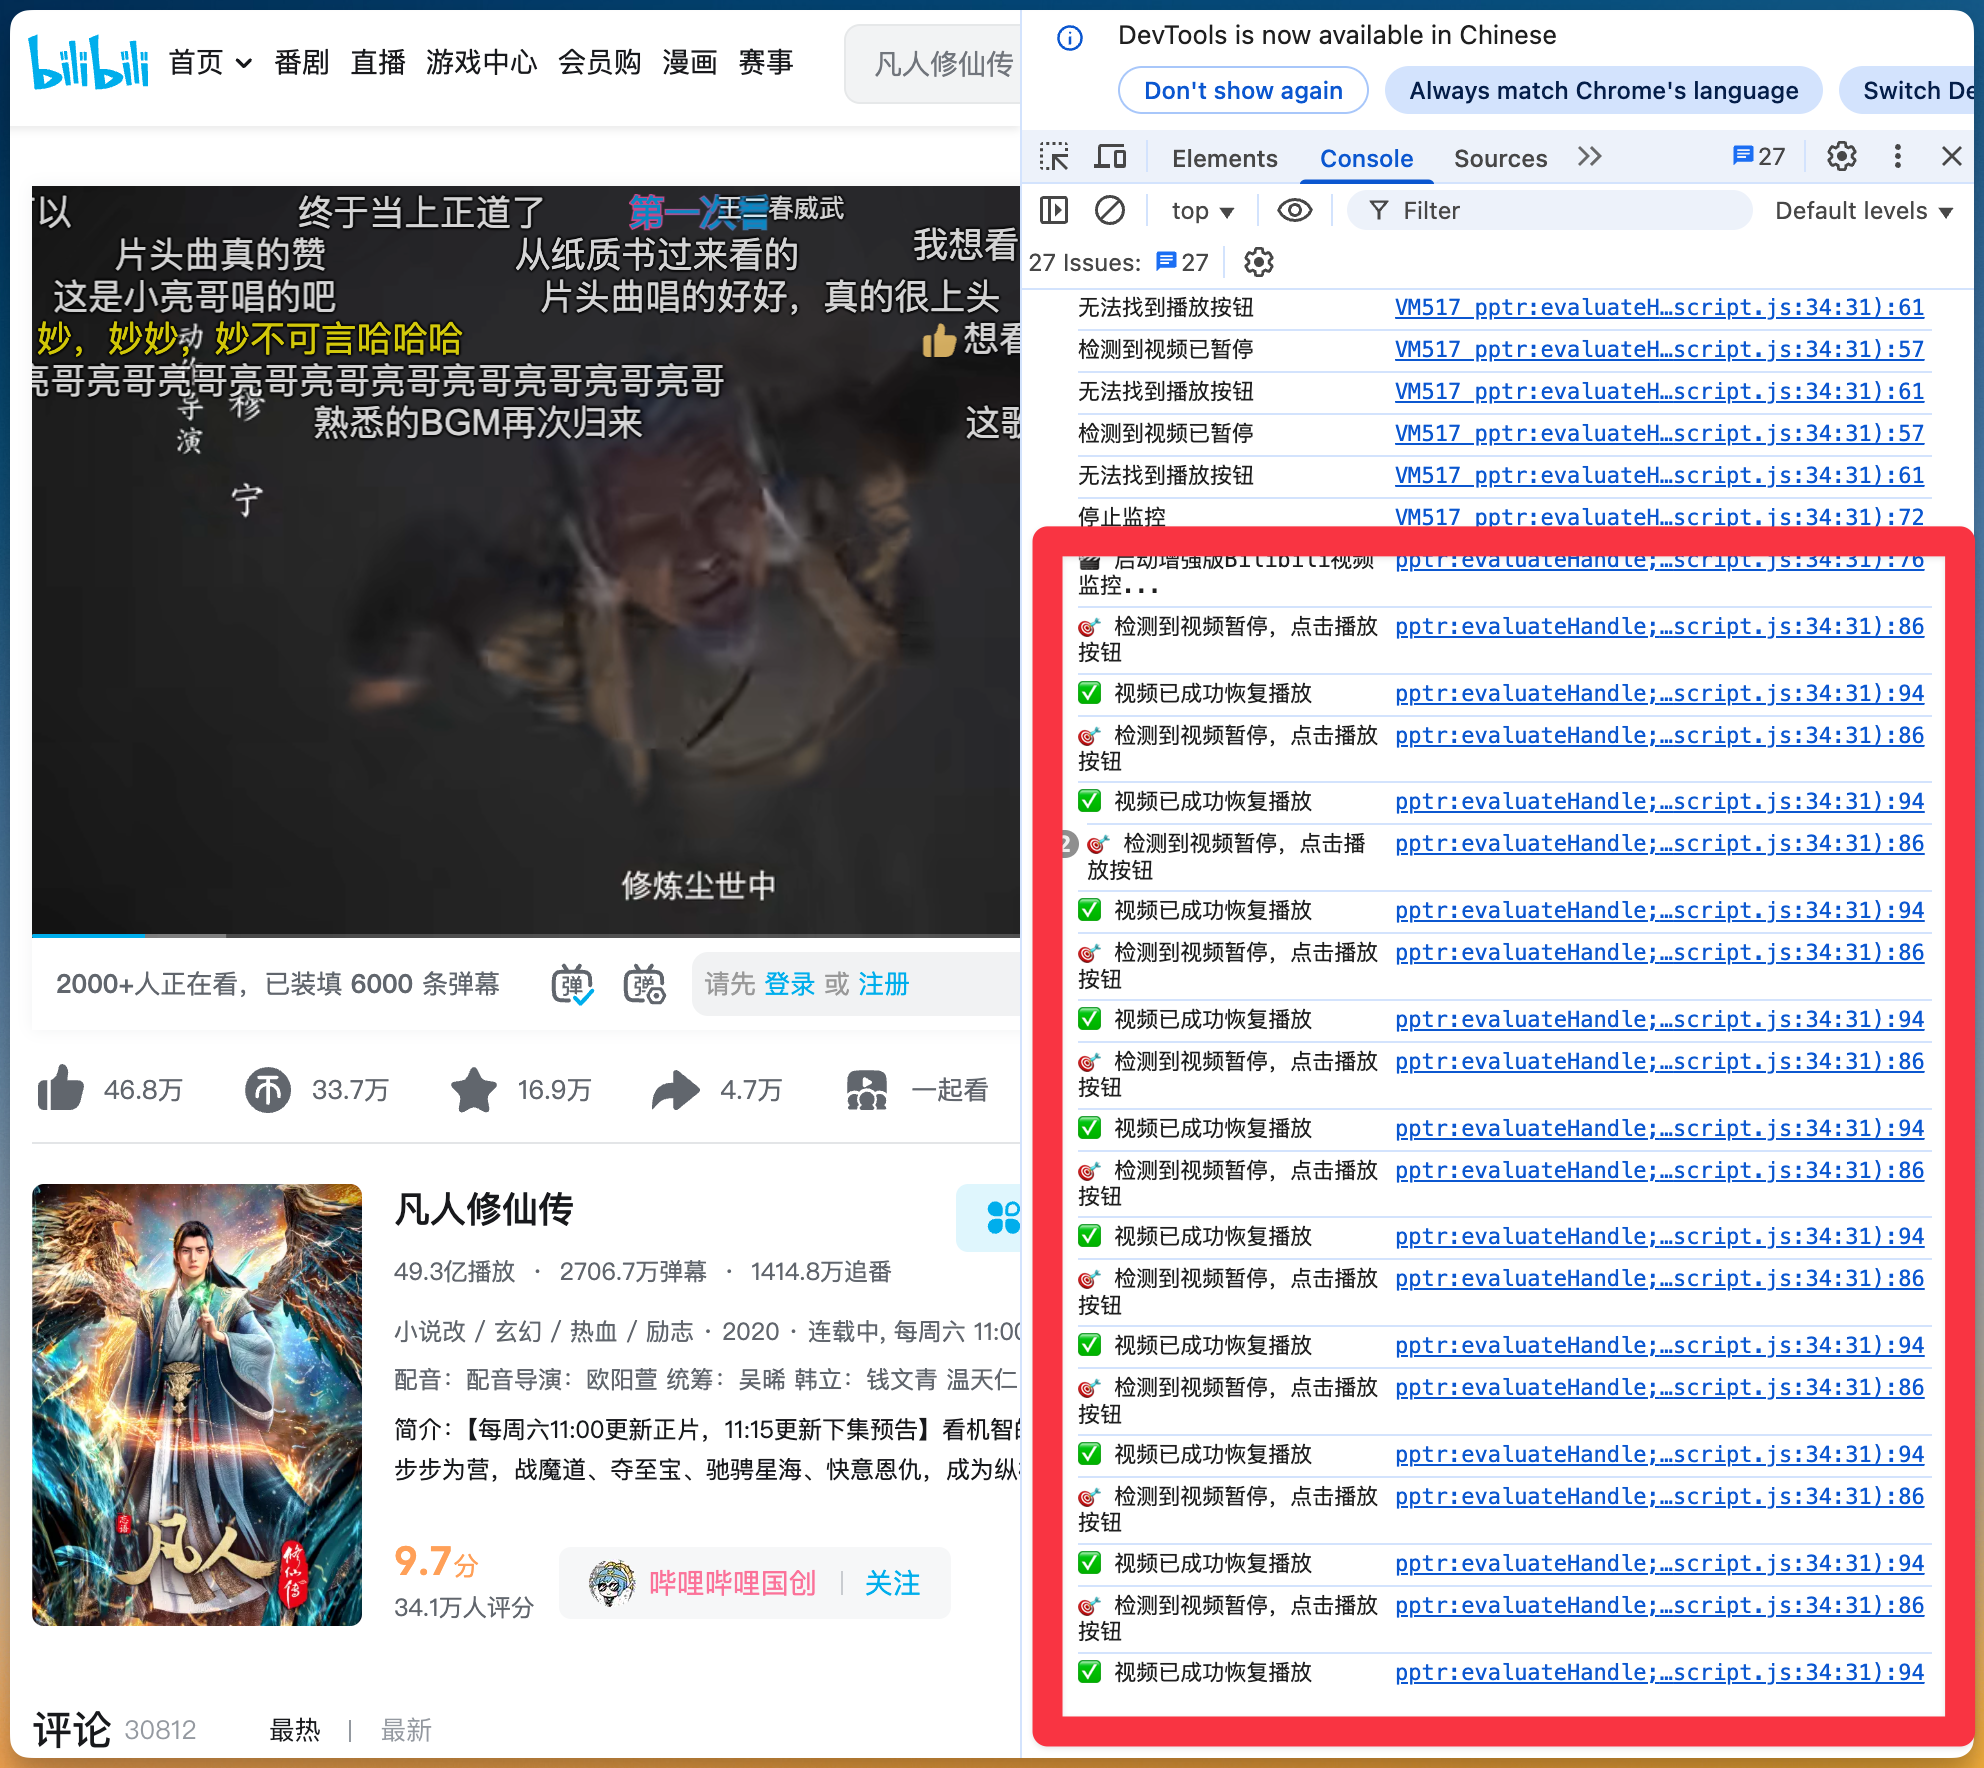 bilibili
首页
番剧
直播
游戏中心
会员购
漫画
赛事
凡人修仙传
可以
终于当上正道了
王二春威武
片头曲真的赞
从纸质书过来看的
我想看
这是小亮哥唱的吧
片头曲唱的好好，真的很上头
妙，妙妙，妙不可言哈哈哈
👍想看
亮哥亮哥亮哥亮哥亮哥亮哥亮哥亮哥亮哥亮哥
熟悉的BGM再次归来
这歌
穆宁
修炼尘世中
2000+人正在看，已装填 6000 条弹幕
弹
弹
请先 登录 或 注册
46.8万
33.7万
16.9万
4.7万
一起看
凡人修仙传
49.3亿播放 · 2706.7万弹幕 · 1414.8万追番
小说改 / 玄幻 / 热血 / 励志 · 2020 · 连载中, 每周六 11:00
配音：配音导演：欧阳萱 统筹：吴晞 韩立：钱文青 温天仁
简介：【每周六11:00更新正片，11:15更新下集预告】看机智的
步步为营，战魔道、夺至宝、驰骋星海、快意恩仇，成为纵
忘语
凡人
修仙传
9.7分
34.1万人评分
哔哩哔哩国创
关注
评论 30812
最热 | 最新
DevTools is now available in Chinese
Don't show again
Always match Chrome's language
Switch De
Elements
Console
Sources
27
top
Filter
Default levels
27 Issues: 27
无法找到播放按钮 VM517 pptr:evaluateH…script.js:34:31):61
检测到视频已暂停 VM517 pptr:evaluateH…script.js:34:31):57
无法找到播放按钮 VM517 pptr:evaluateH…script.js:34:31):61
检测到视频已暂停 VM517 pptr:evaluateH…script.js:34:31):57
无法找到播放按钮 VM517 pptr:evaluateH…script.js:34:31):61
停止监控 VM517 pptr:evaluateH…script.js:34:31):72
🎬 启动增强版Bilibili视频 pptr:evaluateHandle;…script.js:34:31):76
监控...
🎯 检测到视频暂停，点击播放 pptr:evaluateHandle;…script.js:34:31):86
按钮
✅ 视频已成功恢复播放 pptr:evaluateHandle;…script.js:34:31):94
🎯 检测到视频暂停，点击播放 pptr:evaluateHandle;…script.js:34:31):86
按钮
✅ 视频已成功恢复播放 pptr:evaluateHandle;…script.js:34:31):94
2 🎯 检测到视频暂停，点击播 pptr:evaluateHandle;…script.js:34:31):86
放按钮
✅ 视频已成功恢复播放 pptr:evaluateHandle;…script.js:34:31):94
🎯 检测到视频暂停，点击播放 pptr:evaluateHandle;…script.js:34:31):86
按钮
✅ 视频已成功恢复播放 pptr:evaluateHandle;…script.js:34:31):94
🎯 检测到视频暂停，点击播放 pptr:evaluateHandle;…script.js:34:31):86
按钮
✅ 视频已成功恢复播放 pptr:evaluateHandle;…script.js:34:31):94
🎯 检测到视频暂停，点击播放 pptr:evaluateHandle;…script.js:34:31):86
按钮
✅ 视频已成功恢复播放 pptr:evaluateHandle;…script.js:34:31):94
🎯 检测到视频暂停，点击播放 pptr:evaluateHandle;…script.js:34:31):86
按钮
✅ 视频已成功恢复播放 pptr:evaluateHandle;…script.js:34:31):94
🎯 检测到视频暂停，点击播放 pptr:evaluateHandle;…script.js:34:31):86
按钮
✅ 视频已成功恢复播放 pptr:evaluateHandle;…script.js:34:31):94
🎯 检测到视频暂停，点击播放 pptr:evaluateHandle;…script.js:34:31):86
按钮
✅ 视频已成功恢复播放 pptr:evaluateHandle;…script.js:34:31):94
🎯 检测到视频暂停，点击播放 pptr:evaluateHandle;…script.js:34:31):86
按钮
✅ 视频已成功恢复播放 pptr:evaluateHandle;…script.js:34:31):94